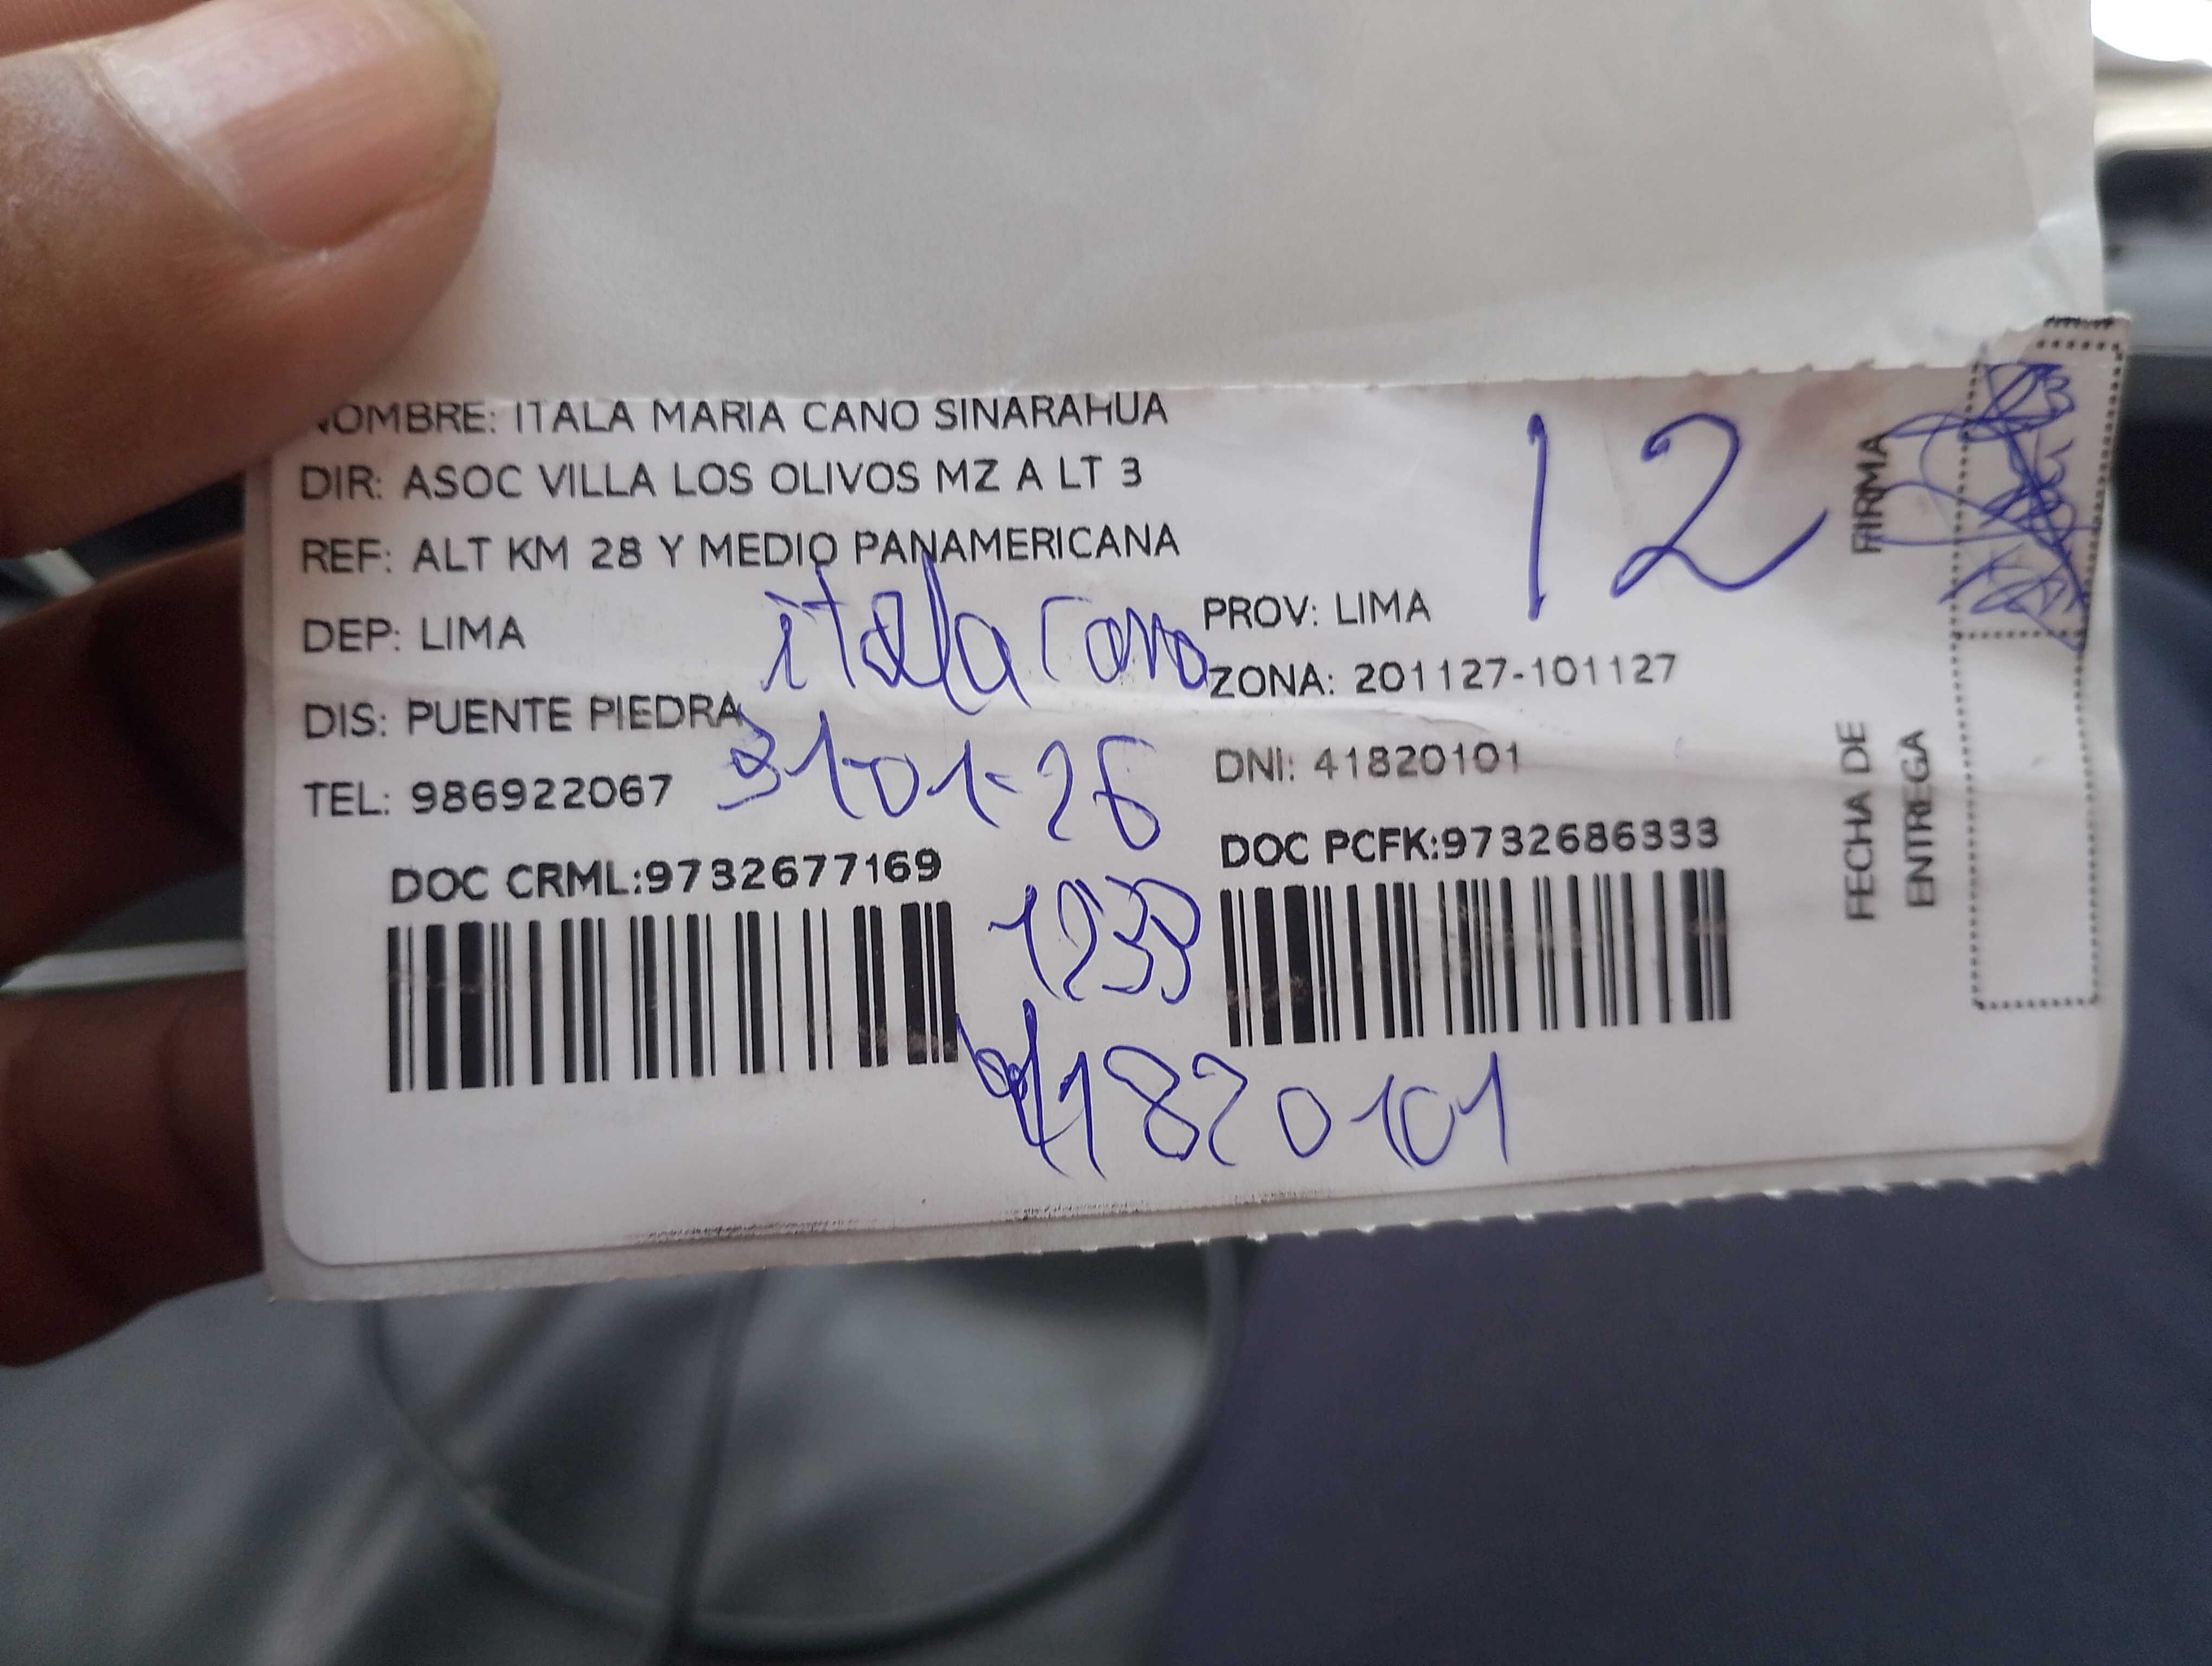 NOMBRE: ITALA MARIA CANO SINARAHUA
DIR: ASOC VILLA LOS OLIVOS MZ A LT 3
REF: ALT KM 28 Y MEDIO PANAMERICANA
DEP: LIMA
PROV: LIMA
itala cano
ZONA: 201127-101127
DIS: PUENTE PIEDRA
31-01-26
DNI: 41820101
TEL: 986922067
DOC CRML:9732677169
DOC PCFK:9732686333
1233
41820101
12
FIRMA
FECHA DE
ENTREGA